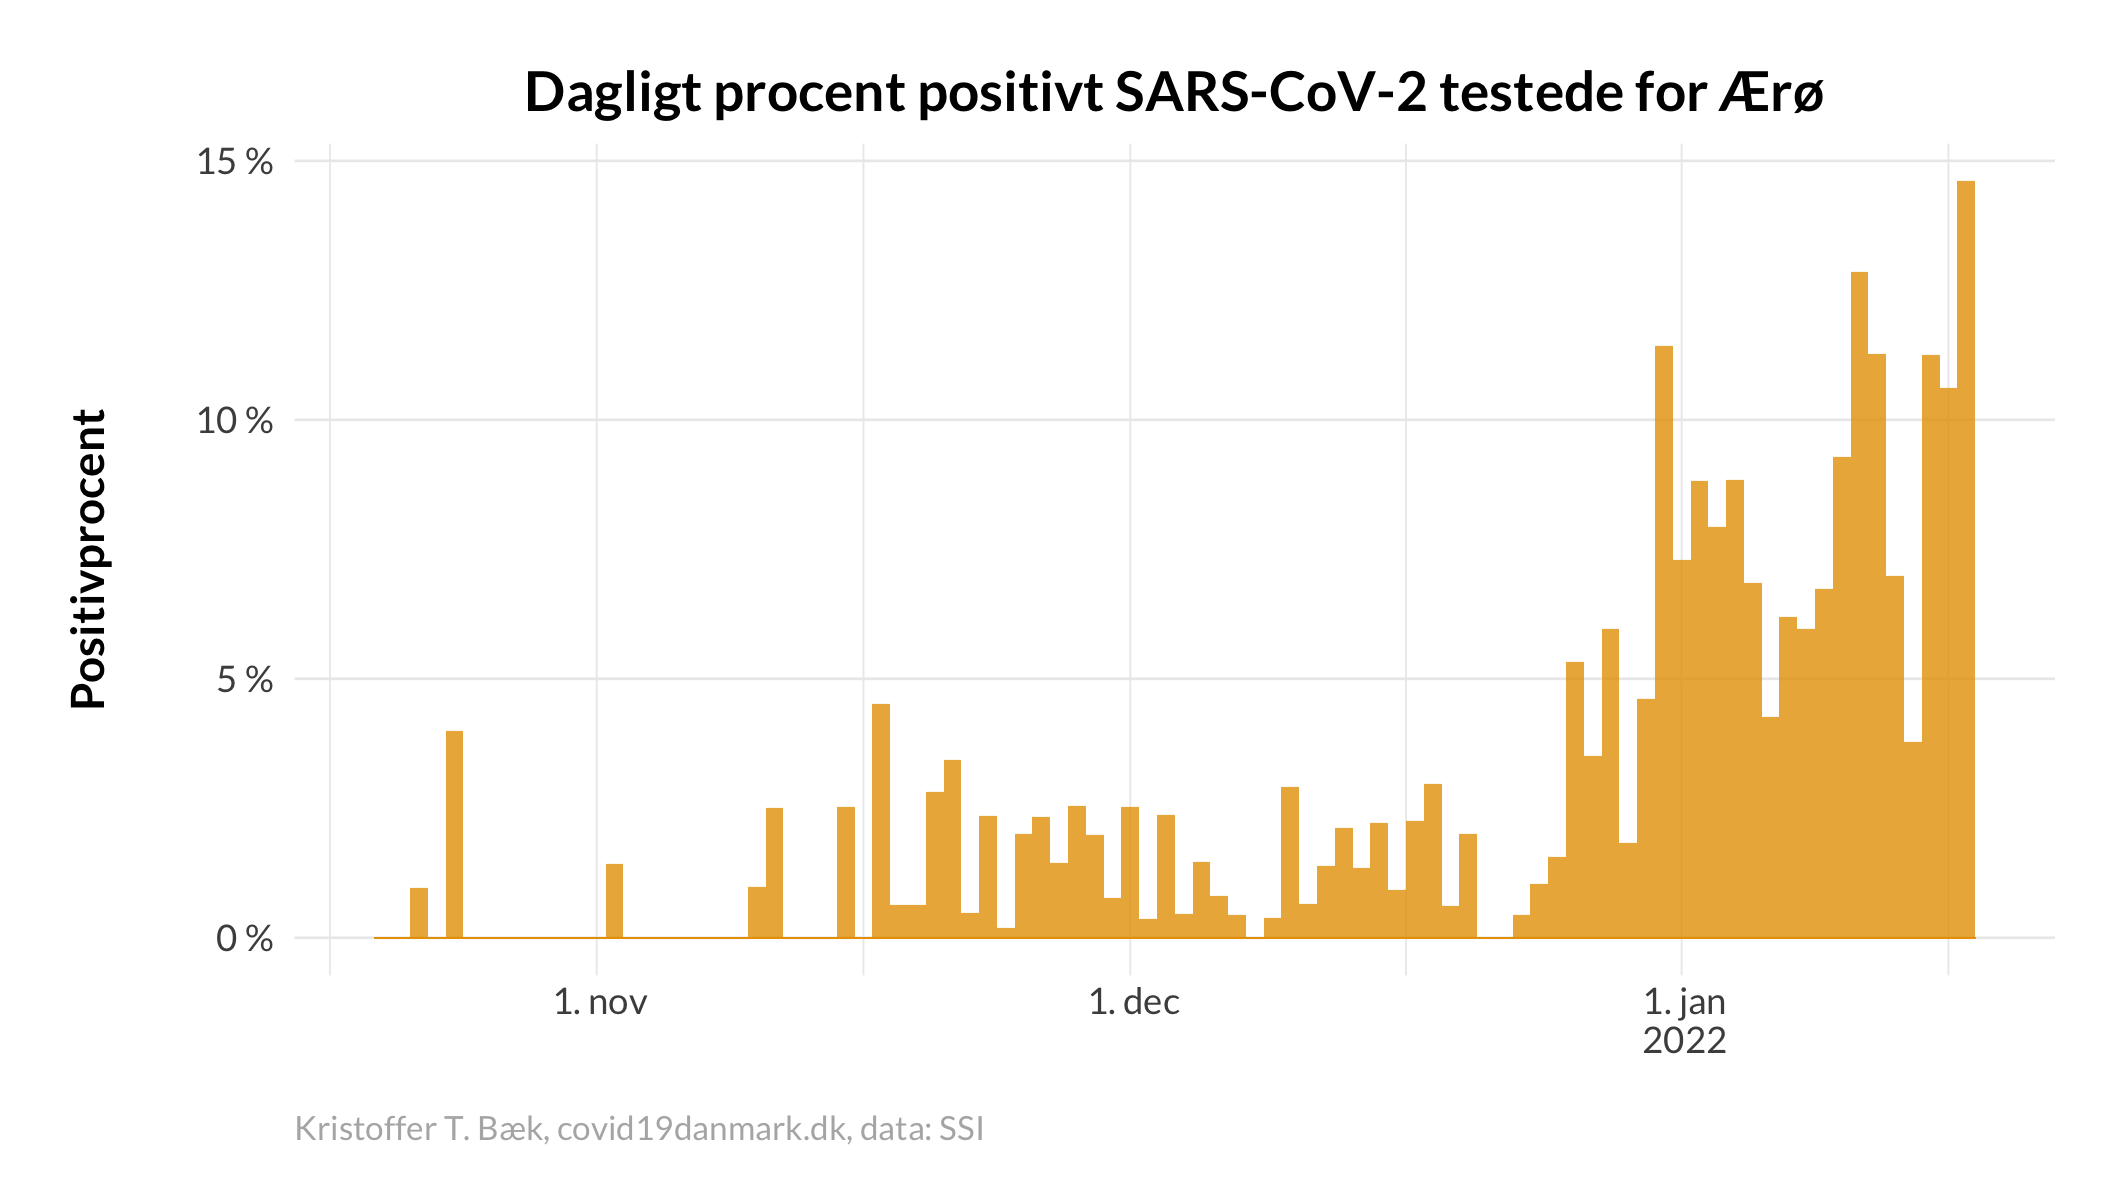 Dagligt procent positivt SARS-CoV-2 testede for Ærø
Positivprocent
15 %
10 %
5 %
0 %
1. nov
1. dec
1. jan
2022
Kristoffer T. Bæk, covid19danmark.dk, data: SSI